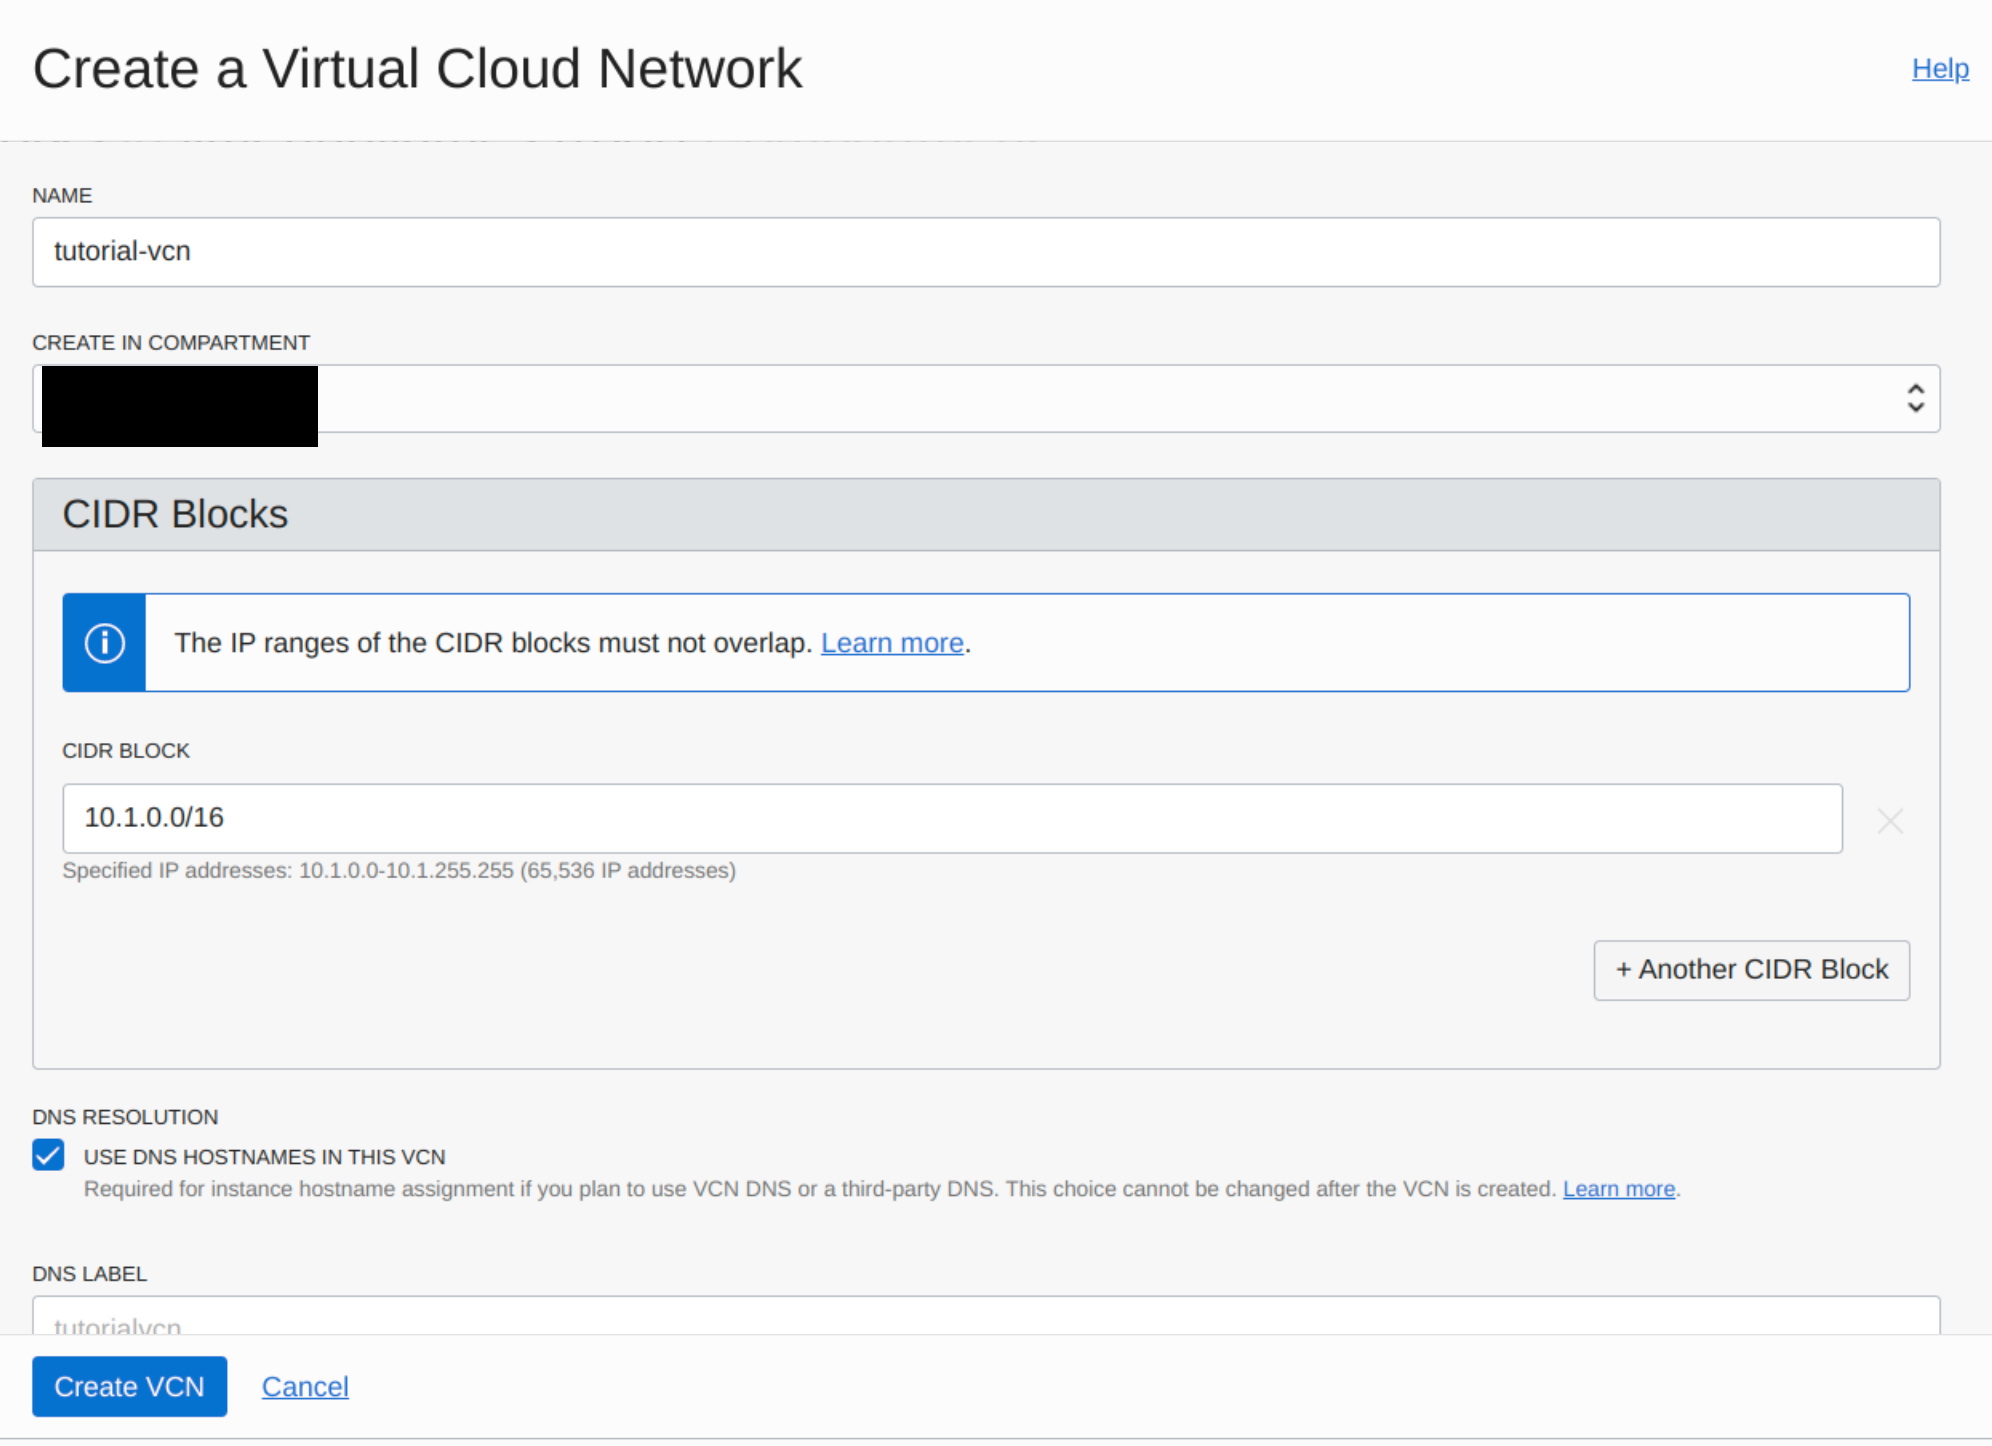 Create a Virtual Cloud Network
Help
NAME
tutorial-vcn
CREATE IN COMPARTMENT
CIDR Blocks
The IP ranges of the CIDR blocks must not overlap. Learn more.
CIDR BLOCK
10.1.0.0/16
Specified IP addresses: 10.1.0.0-10.1.255.255 (65,536 IP addresses)
+ Another CIDR Block
DNS RESOLUTION
USE DNS HOSTNAMES IN THIS VCN
Required for instance hostname assignment if you plan to use VCN DNS or a third-party DNS. This choice cannot be changed after the VCN is created. Learn more.
DNS LABEL
tutorialvcn
Create VCN
Cancel